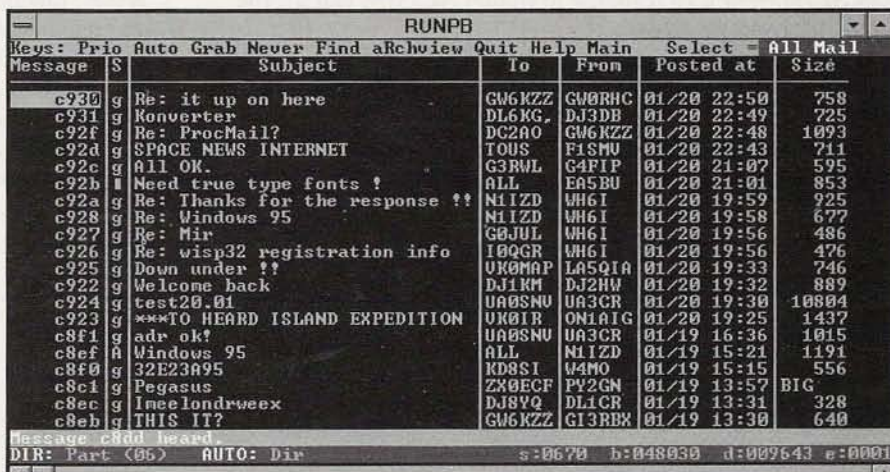 RUNPB
Keys: Prio Auto Grab Never Find aRchview Quit Help Main Select = All Mail
Message S Subject To From Posted at Size
c930 g Re: it up on here GW6KZZ GW0RHC 01/20 22:50 758
c931 g Konverter DL6KG, DJ3DB 01/20 22:49 725
c92f g Re: ProcMail? DC2AO GW6KZZ 01/20 22:48 1093
c92d g SPACE NEWS INTERNET TOUS F1SMV 01/20 22:43 711
c92c g All OK. G3RWL G4FIP 01/20 21:07 595
c92b Need true type fonts ! ALL EA5BU 01/20 21:01 853
c92a g Re: Thanks for the response !! N1IZD WH6I 01/20 19:59 925
c928 g Re: Windows 95 N1IZD WH6I 01/20 19:58 677
c927 g Re: Mir G0JUL WH6I 01/20 19:56 486
c926 g Re: wisp32 registration info I0QGR WH6I 01/20 19:56 476
c925 g Down under !! VK0MAP LA5QIA 01/20 19:33 746
c922 g Welcome back DJ1KM DJ2HW 01/20 19:32 889
c924 g test20.01 UA0SNV UA3CR 01/20 19:30 10804
c923 g ***TO HEARD ISLAND EXPEDITION VK0IR ON1AIG 01/20 19:25 1437
c8f1 g adr ok! UA0SNV UA3CR 01/19 16:36 1015
c8ef A Windows 95 ALL N1IZD 01/19 15:21 1191
c8f0 g 32E23A95 KD8SI W4MO 01/19 15:15 556
c8c1 g Pegasus ZX0ECF PY2GN 01/19 13:57 BIG
c8ec g Imeelondrweex DJ8YQ DL1CR 01/19 13:31 328
c8eb g THIS IT? GW6KZZ GI3RBX 01/19 13:30 640
Message c8dd heard.
DIR: Part (06) AUTO: Dir s:0670 b:048030 d:009643 e:0001